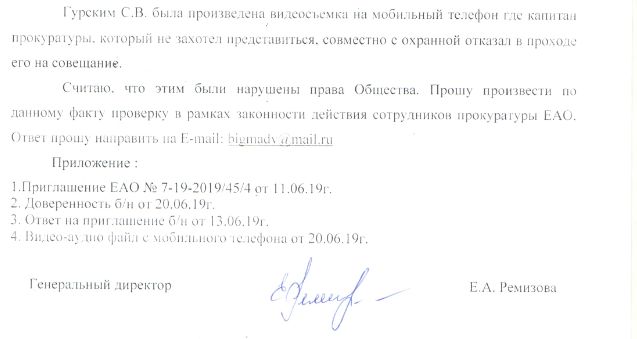 Гурским С.В. была произведена видеосъемка на мобильный телефон где капитан
прокуратуры, который не захотел представиться, совместно с охранной отказал в проходе
его на совещание.
Считаю, что этим были нарушены права Общества. Прошу произвести по
данному факту проверку в рамках законности действия сотрудников прокуратуры ЕАО.
Ответ прошу направить на E-mail: bigmadv@mail.ru
Приложение :
1.Приглашение ЕАО № 7-19-2019/45/4 от 11.06.19г.
2. Доверенность б/н от 20.06.19г.
3. Ответ на приглашение б/н от 13.06.19г.
4. Видео-аудио файл с мобильного телефона от 20.06.19г.
Генеральный директор Е.А. Ремизова